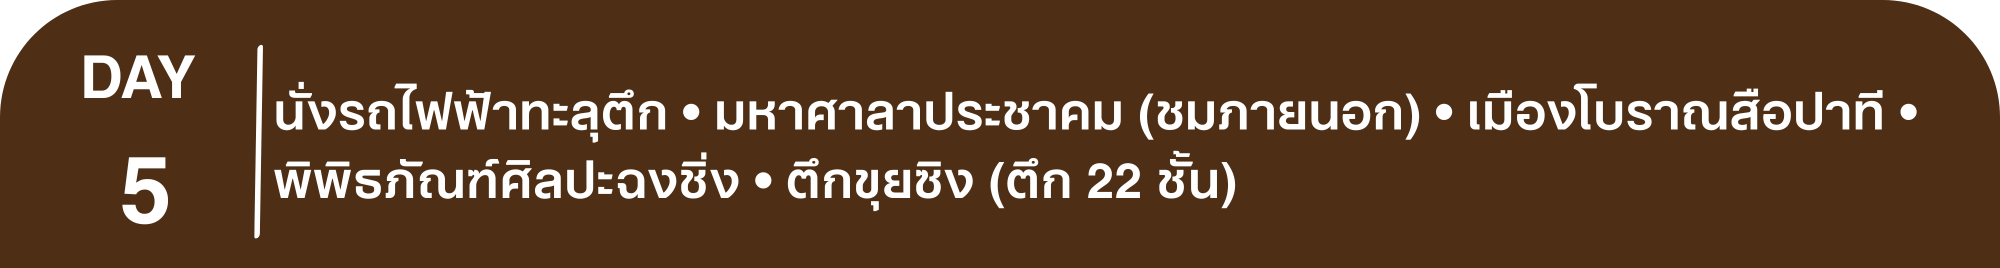 DAY
5
นั่งรถไฟฟ้าทะลุตึก • มหาศาลาประชาคม (ชมภายนอก) • เมืองโบราณสือปาที •
พิพิธภัณฑ์ศิลปะฉงชิ่ง • ตึกขุยซิง (ตึก 22 ชั้น)